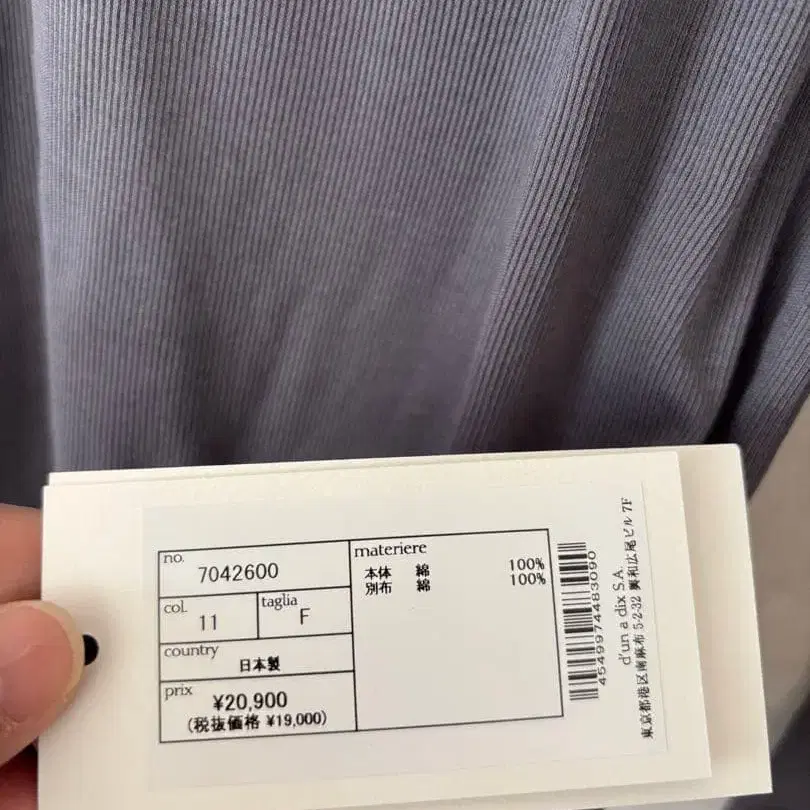 no.
7042600
col.
11
taglia
F
country
日本製
prix
¥20,900
(税抜価格 ¥19,000)
materiere
本体 綿 100%
別布 綿 100%
4549974483090
d'un a dix S.A.
東京都港区南麻布 5-2-32 興和広尾ビル 7F